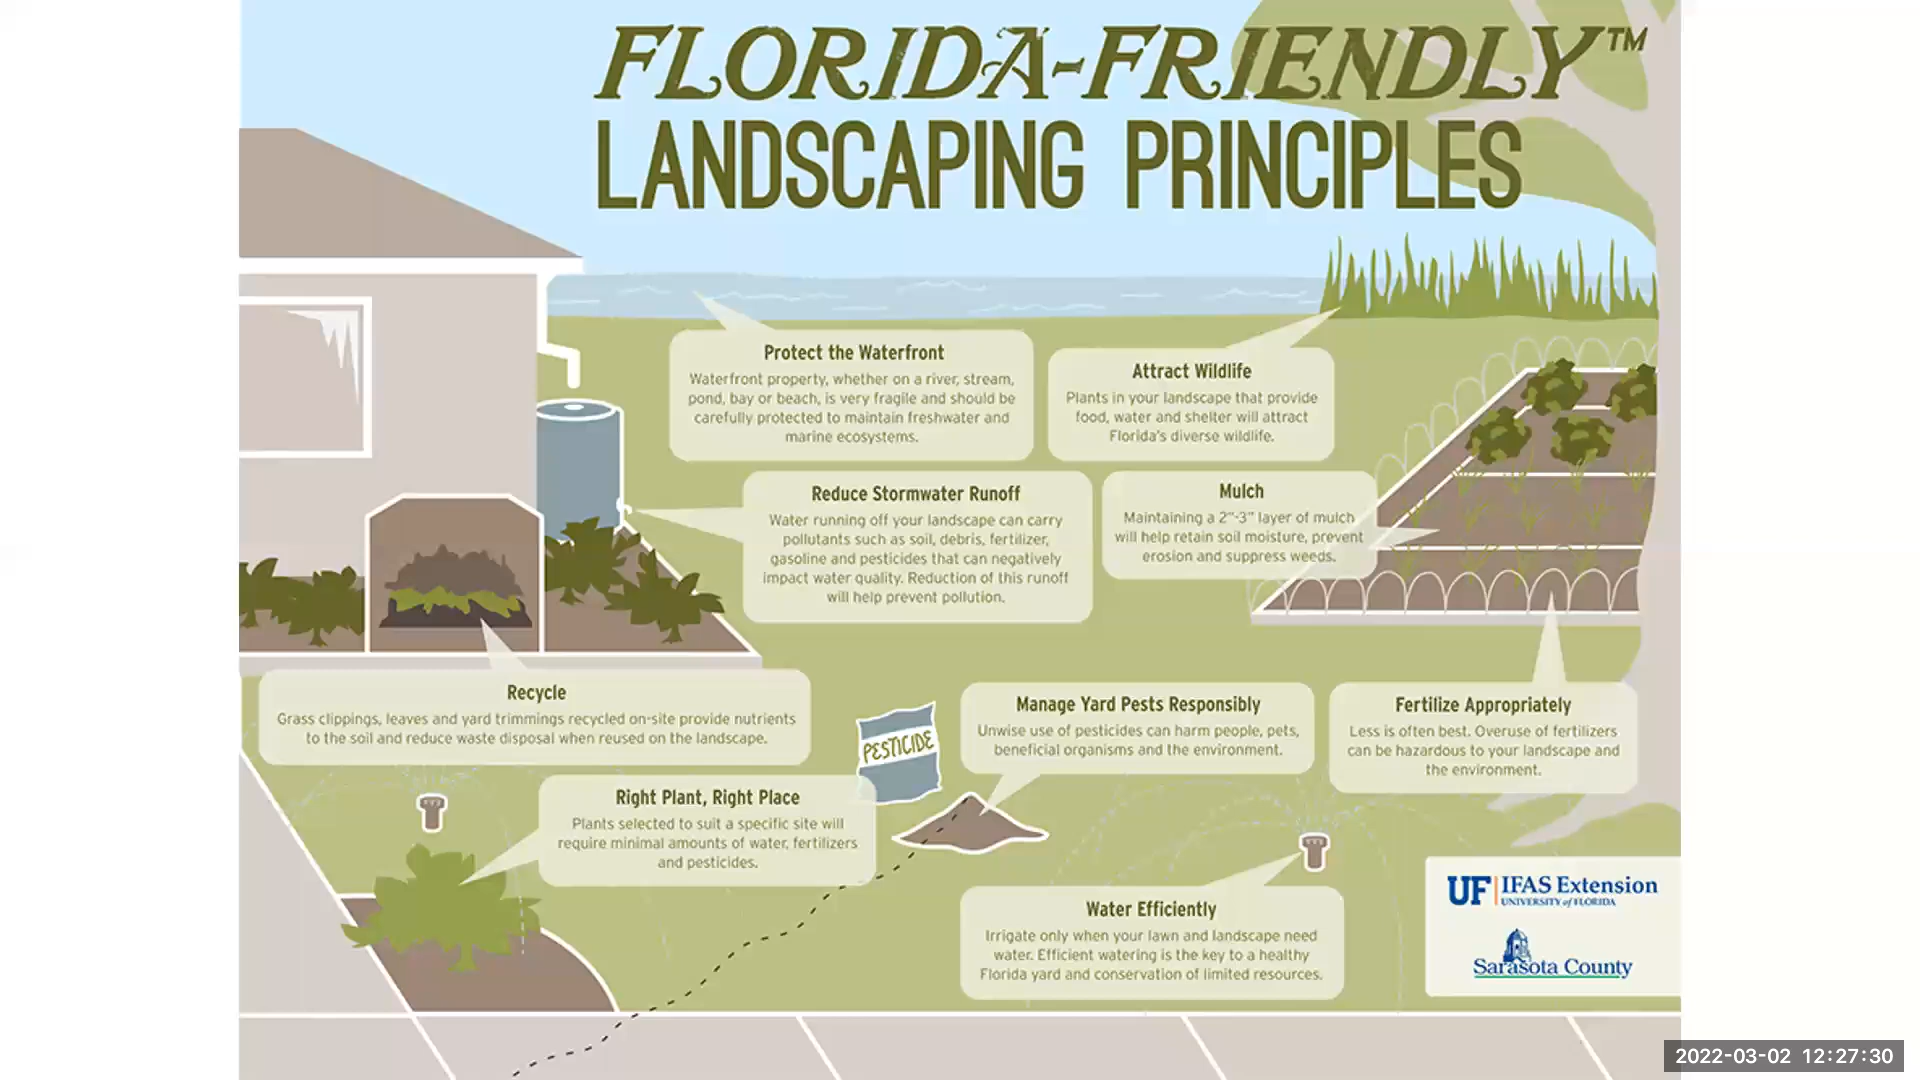 FLORIDA-FRIENDLY™
LANDSCAPING PRINCIPLES
Protect the Waterfront
Waterfront property, whether on a river, stream,
pond, bay or beach, is very fragile and should be
carefully protected to maintain freshwater and
marine ecosystems.
Attract Wildlife
Plants in your landscape that provide
food, water and shelter will attract
Florida's diverse wildlife.
Reduce Stormwater Runoff
Water running off your landscape can carry
pollutants such as soil, debris, fertilizer,
gasoline and pesticides that can negatively
impact water quality. Reduction of this runoff
will help prevent pollution.
Mulch
Maintaining a 2"-3" layer of mulch
will help retain soil moisture, prevent
erosion and suppress weeds.
Recycle
Grass clippings, leaves and yard trimmings recycled on-site provide nutrients
to the soil and reduce waste disposal when reused on the landscape.
PESTICIDE
Manage Yard Pests Responsibly
Unwise use of pesticides can harm people, pets,
beneficial organisms and the environment.
Fertilize Appropriately
Less is often best. Overuse of fertilizers
can be hazardous to your landscape and
the environment.
Right Plant, Right Place
Plants selected to suit a specific site will
require minimal amounts of water, fertilizers
and pesticides.
Water Efficiently
Irrigate only when your lawn and landscape need
water. Efficient watering is the key to a healthy
Florida yard and conservation of limited resources.
UF IFAS Extension
UNIVERSITY of FLORIDA
Sarasota County
2022-03-02 12:27:30